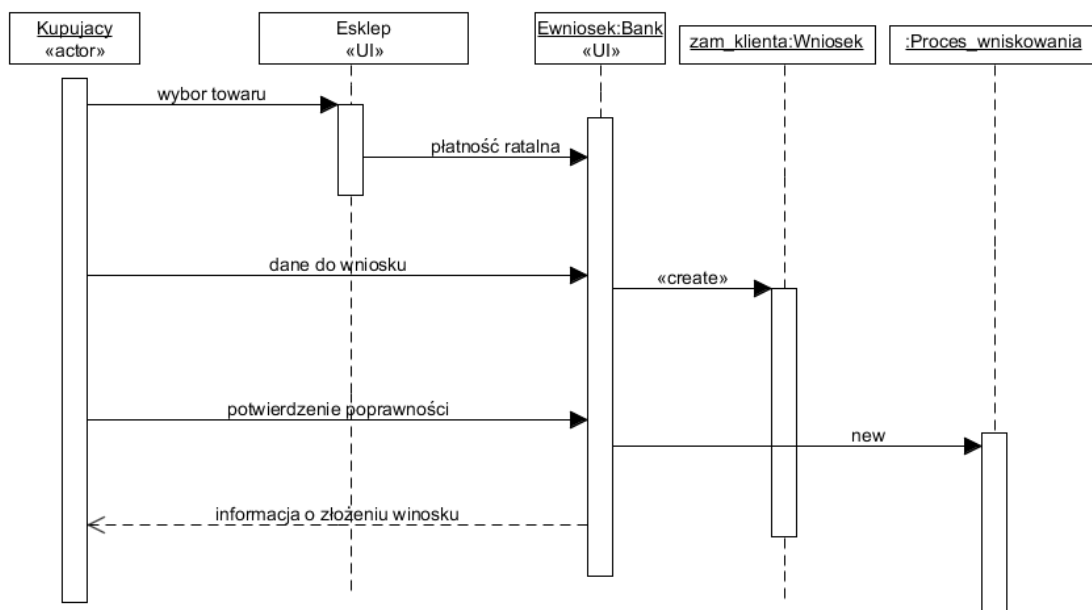 Kupujacy
«actor»
Esklep
«UI»
Ewniosek:Bank
«UI»
zam_klienta:Wniosek
:Proces_wniskowania
wybor towaru
płatność ratalna
dane do wniosku
«create»
potwierdzenie poprawności
new
informacja o złożeniu winosku